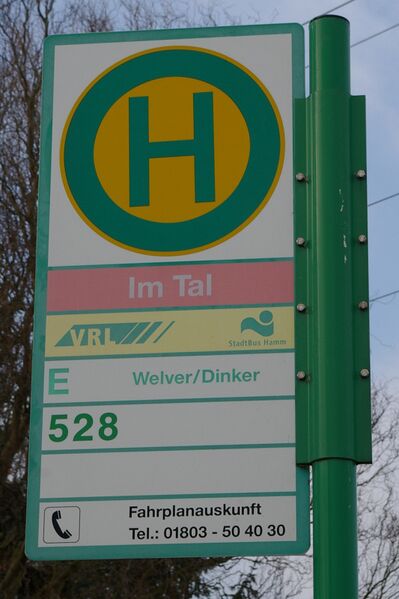 H
Im Tal
VRL
StadtBus Hamm
E Welver/Dinker
528
Fahrplanauskunft
Tel.: 01803 - 50 40 30